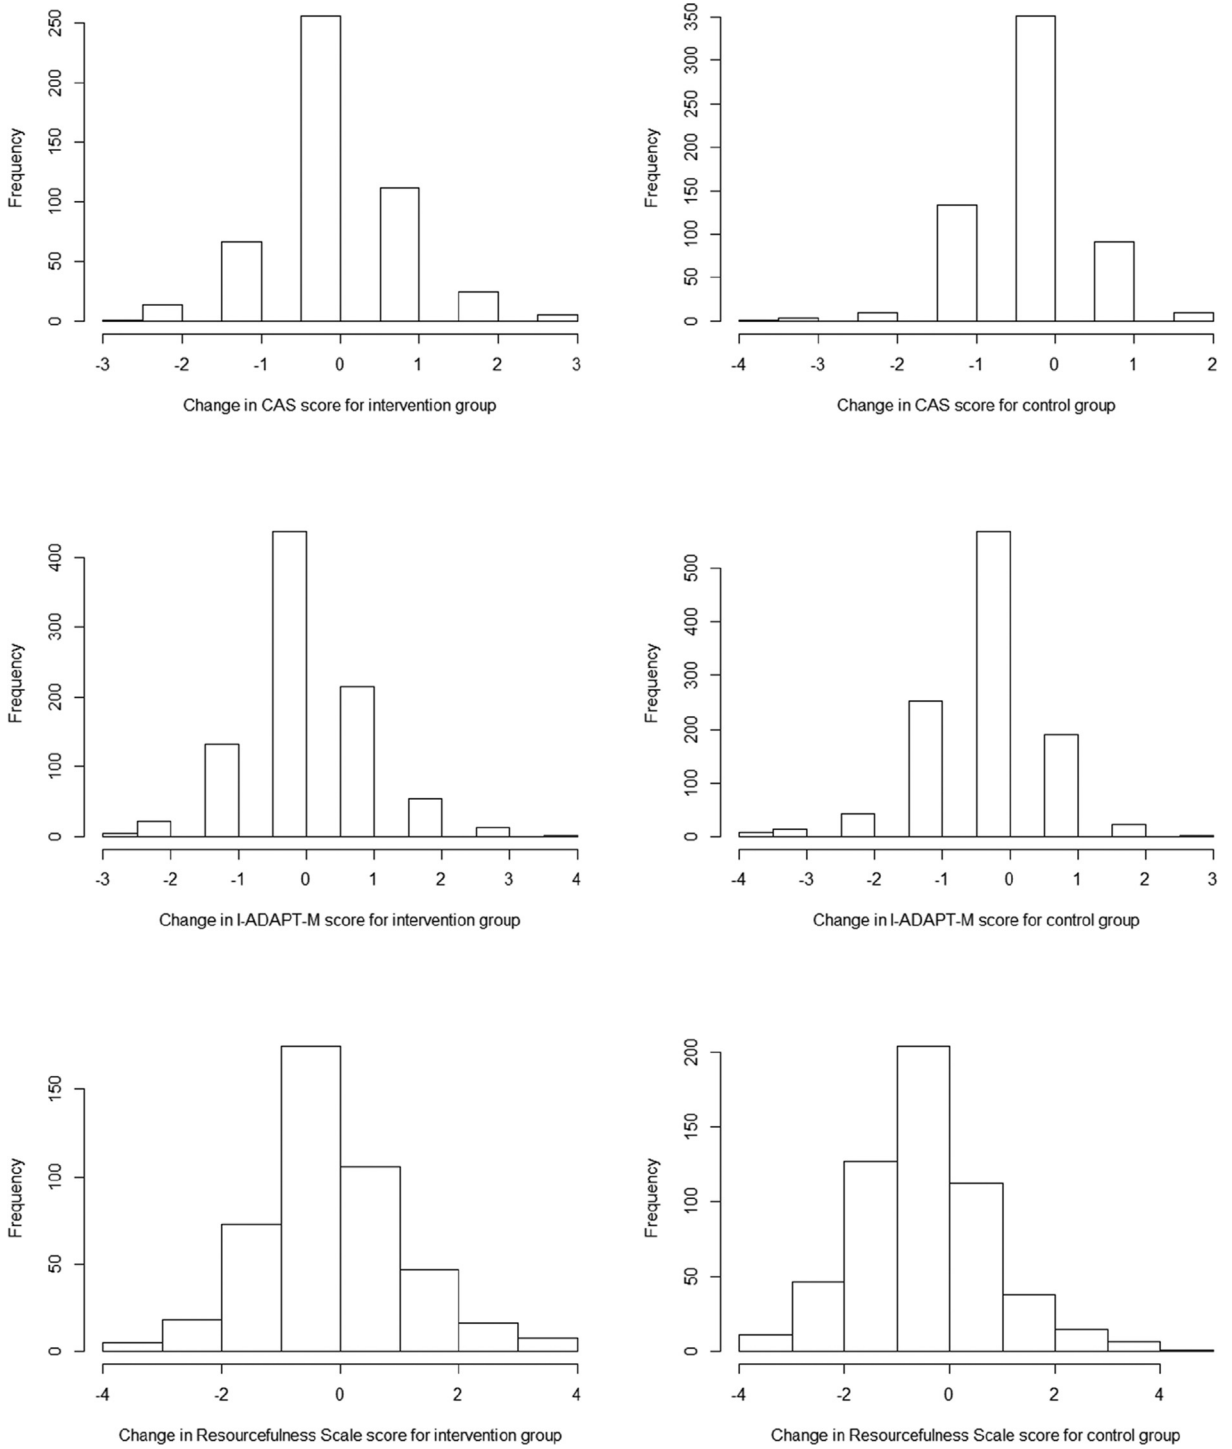 250
200
150
100
50
0
Frequency
-3 -2 -1 0 1 2 3
Change in CAS score for intervention group
350
300
250
200
150
100
50
0
Frequency
-4 -3 -2 -1 0 1 2
Change in CAS score for control group
400
300
200
100
0
Frequency
-3 -2 -1 0 1 2 3 4
Change in I-ADAPT-M score for intervention group
500
400
300
200
100
0
Frequency
-4 -3 -2 -1 0 1 2 3
Change in I-ADAPT-M score for control group
150
100
50
0
Frequency
-4 -2 0 2 4
Change in Resourcefulness Scale score for intervention group
200
150
100
50
0
Frequency
-4 -2 0 2 4
Change in Resourcefulness Scale score for control group